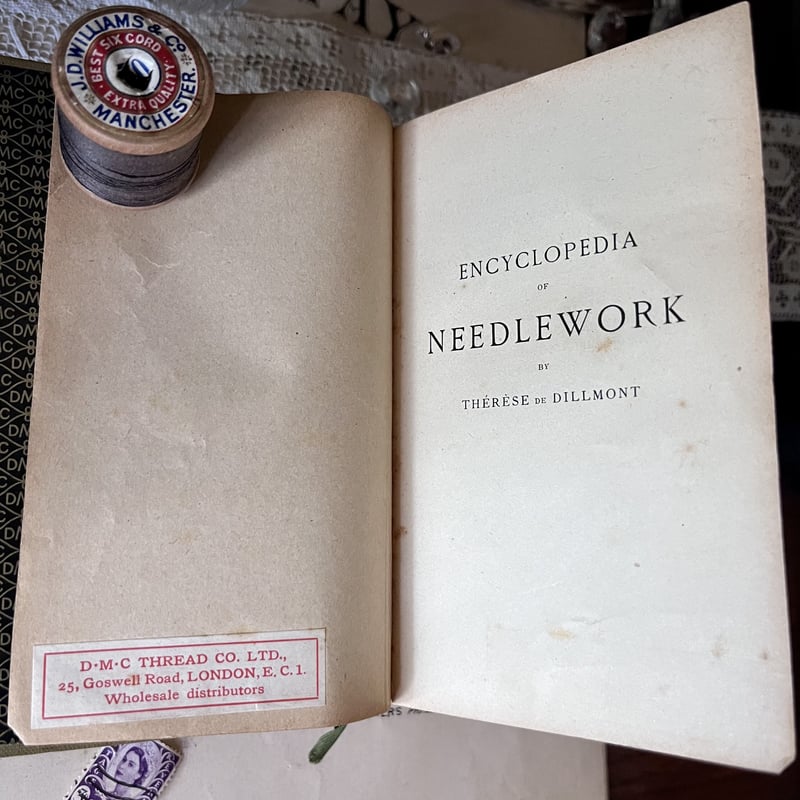 J.D. WILLIAMS & Co
BEST SIX CORD
EXTRA QUALITY
MANCHESTER.
ENCYCLOPEDIA
OF
NEEDLEWORK
BY
THÉRÈSE DE DILLMONT
D·M·C THREAD CO. LTD.,
25, Goswell Road, LONDON, E. C. 1.
Wholesale distributors
DMC